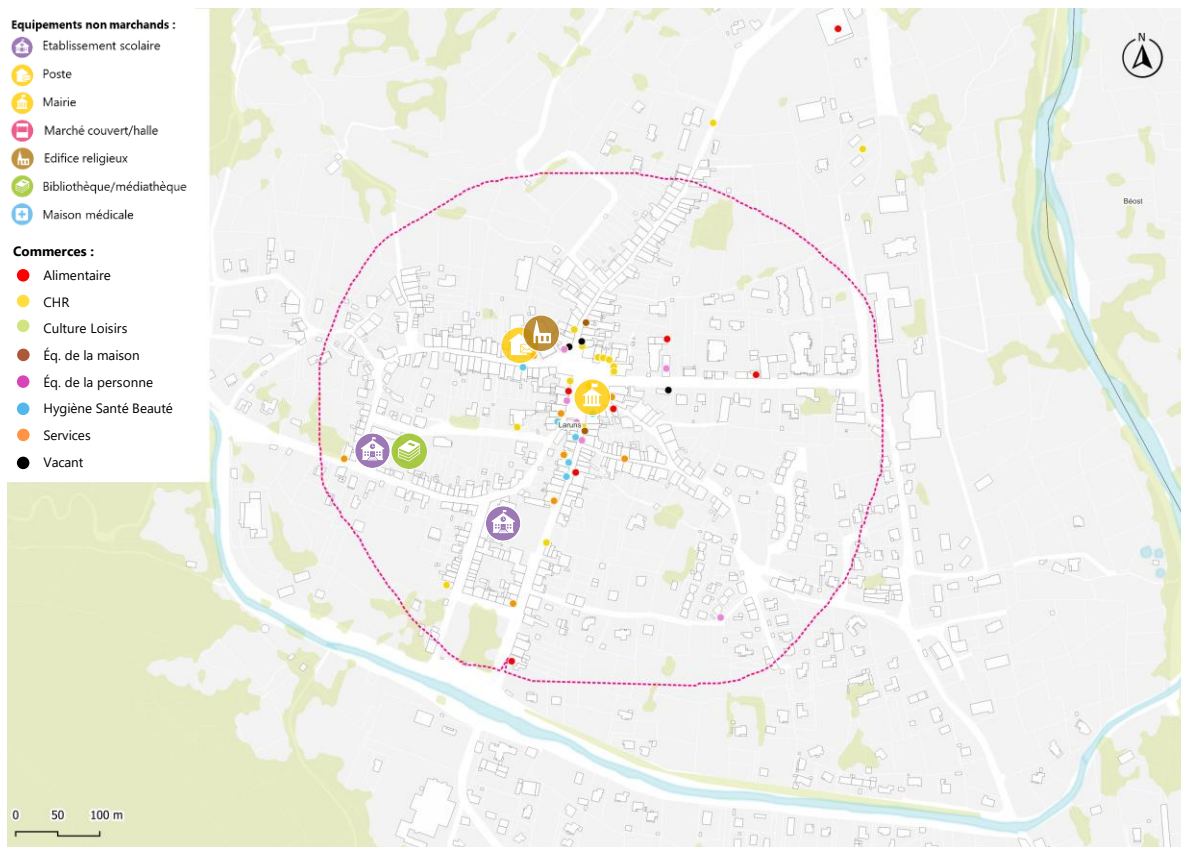 Equipements non marchands :
Etablissement scolaire
Poste
Mairie
Marché couvert/halle
Edifice religieux
Bibliothèque/médiathèque
Maison médicale
Commerces :
Alimentaire
CHR
Culture Loisirs
Éq. de la maison
Éq. de la personne
Hygiène Santé Beauté
Services
Vacant
N
Béost
Laruns
0 50 100 m